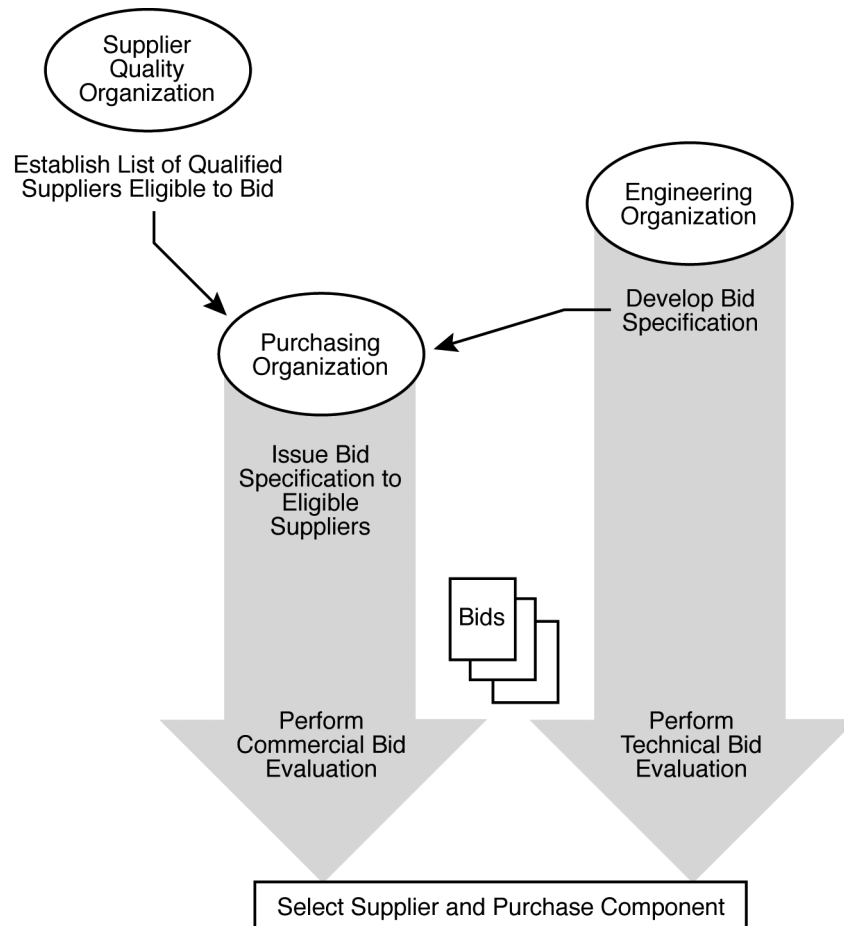 Supplier
Quality
Organization
Establish List of Qualified
Suppliers Eligible to Bid
Engineering
Organization
Develop Bid
Specification
Purchasing
Organization
Issue Bid
Specification to
Eligible
Suppliers
Bids
Perform
Commercial Bid
Evaluation
Perform
Technical Bid
Evaluation
Select Supplier and Purchase Component